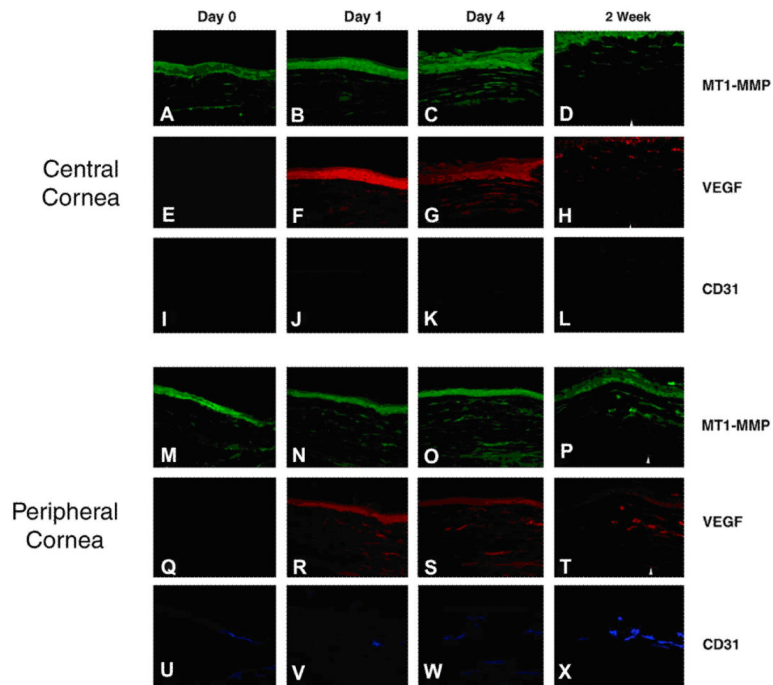 Day 0 Day 1 Day 4 2 Week
A B C D MT1-MMP
Central
Cornea
E F G H VEGF
I J K L CD31
M N O P MT1-MMP
Peripheral
Cornea
Q R S T VEGF
U V W X CD31